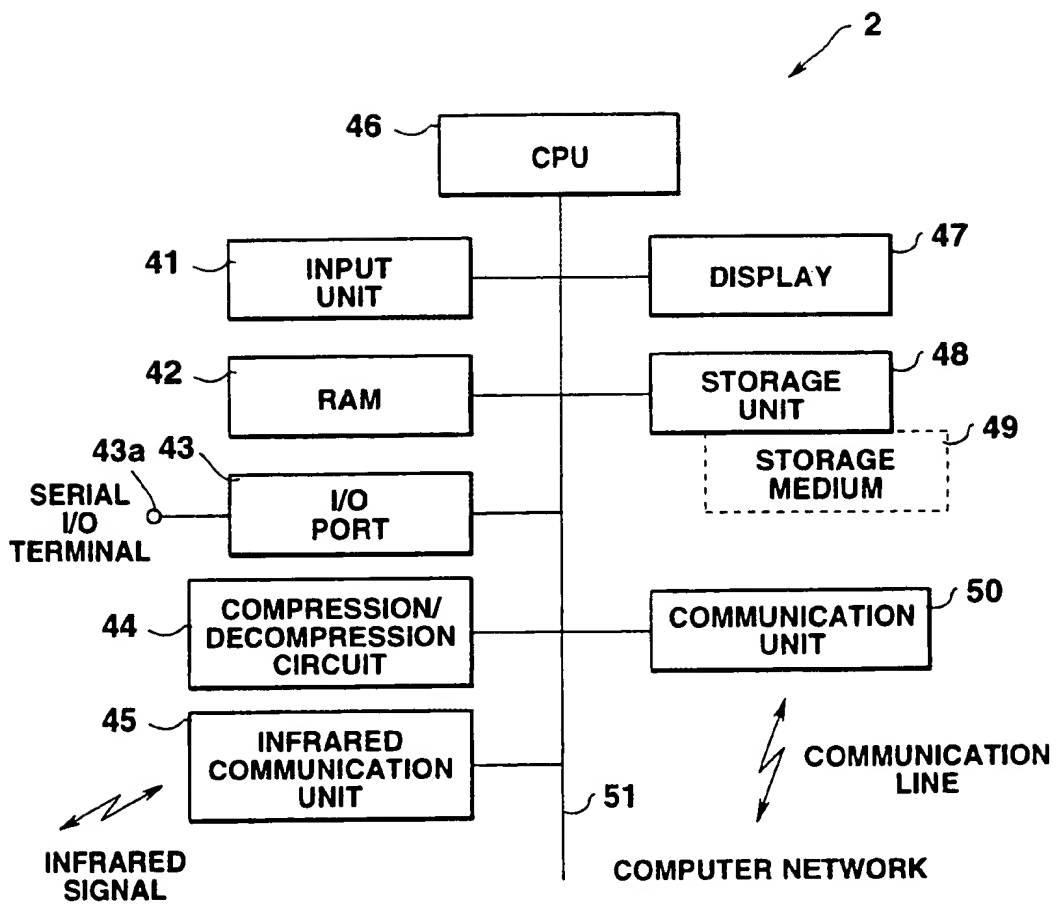 2
46
CPU
41
INPUT
UNIT
47
DISPLAY
42
RAM
48
STORAGE
UNIT
49
STORAGE
MEDIUM
43a
43
SERIAL
I/O
TERMINAL
I/O
PORT
44
COMPRESSION/
DECOMPRESSION
CIRCUIT
50
COMMUNICATION
UNIT
45
INFRARED
COMMUNICATION
UNIT
51
COMMUNICATION
LINE
INFRARED
SIGNAL
COMPUTER NETWORK